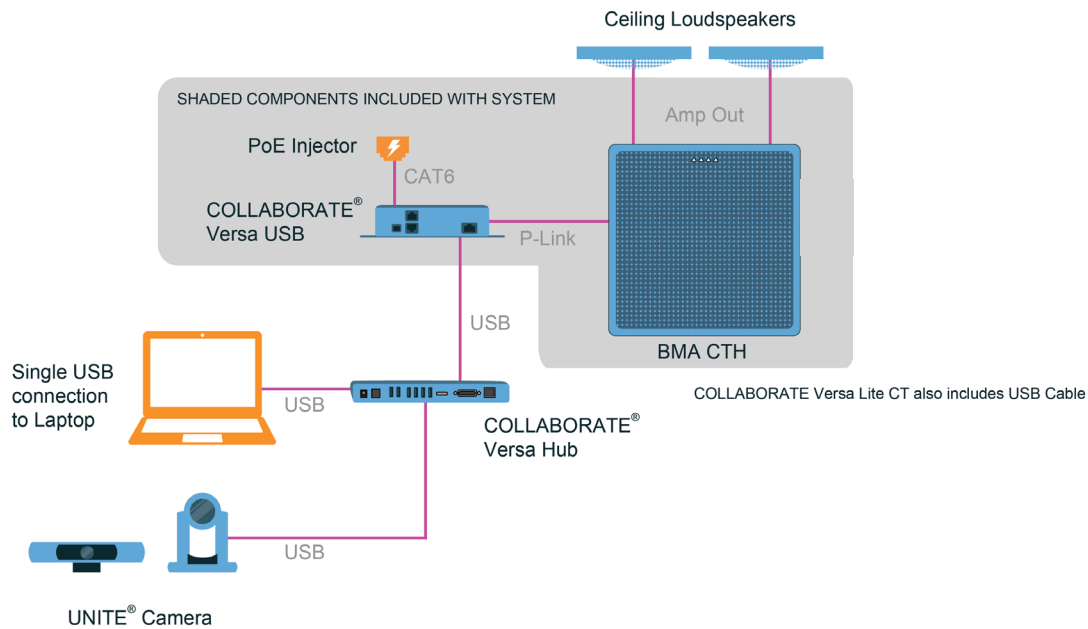 Ceiling Loudspeakers
SHADED COMPONENTS INCLUDED WITH SYSTEM
Amp Out
PoE Injector
CAT6
COLLABORATE®
Versa USB
P-Link
USB
BMA CTH
Single USB
connection
to Laptop
USB
COLLABORATE Versa Lite CT also includes USB Cable
COLLABORATE®
Versa Hub
USB
UNITE® Camera